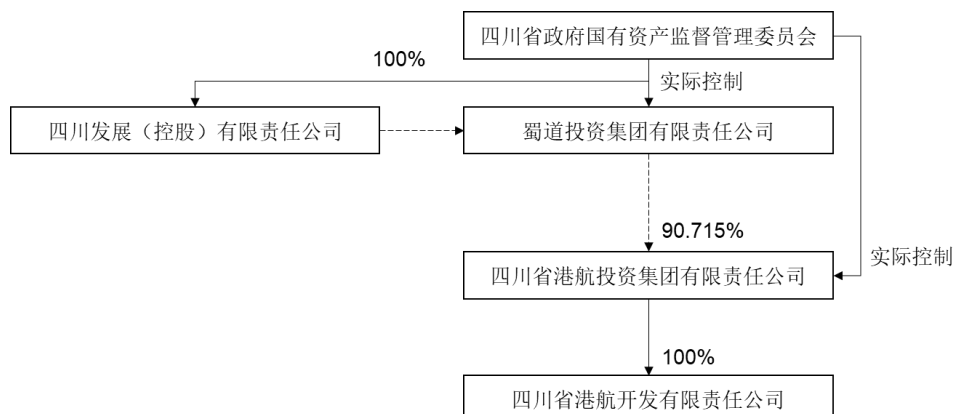 四川省政府国有资产监督管理委员会
100%
实际控制
四川发展（控股）有限责任公司
蜀道投资集团有限责任公司
90.715%
实际控制
四川省港航投资集团有限责任公司
100%
四川省港航开发有限责任公司